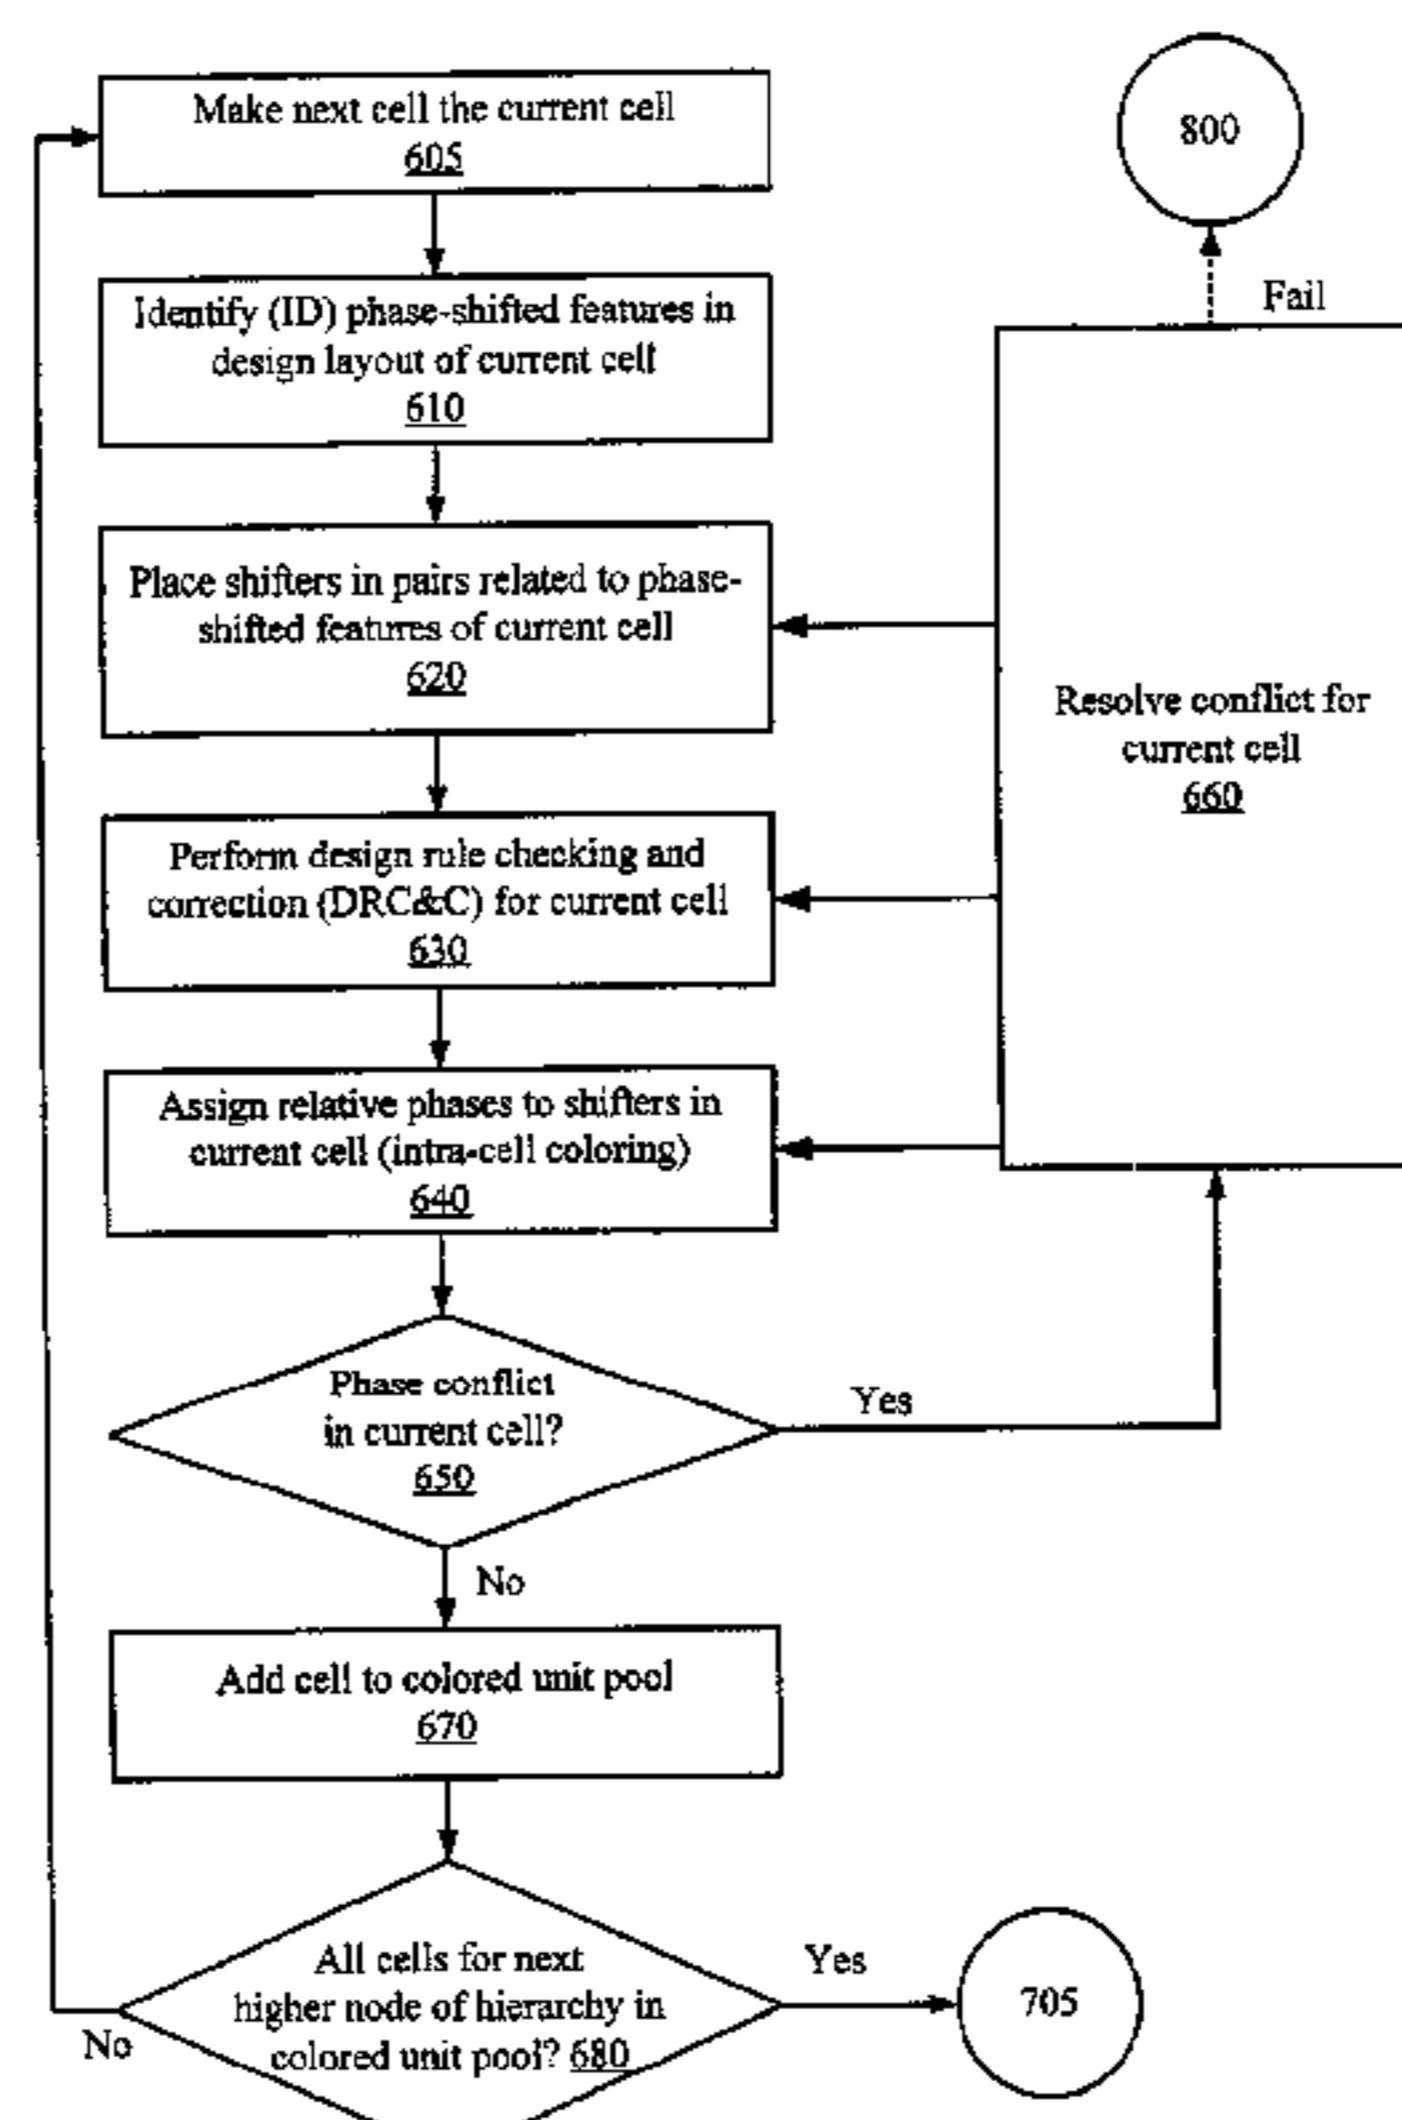 Make next cell the current cell
605
800
Fail
Identify (ID) phase-shifted features in
design layout of current cell
610
Place shifters in pairs related to phase-
shifted features of current cell
620
Resolve conflict for
current cell
660
Perform design rule checking and
correction (DRC&C) for current cell
630
Assign relative phases to shifters in
current cell (intra-cell coloring)
640
Phase conflict
in current cell?
650
Yes
No
Add cell to colored unit pool
670
All cells for next
higher node of hierarchy in
colored unit pool? 680
Yes
705
No